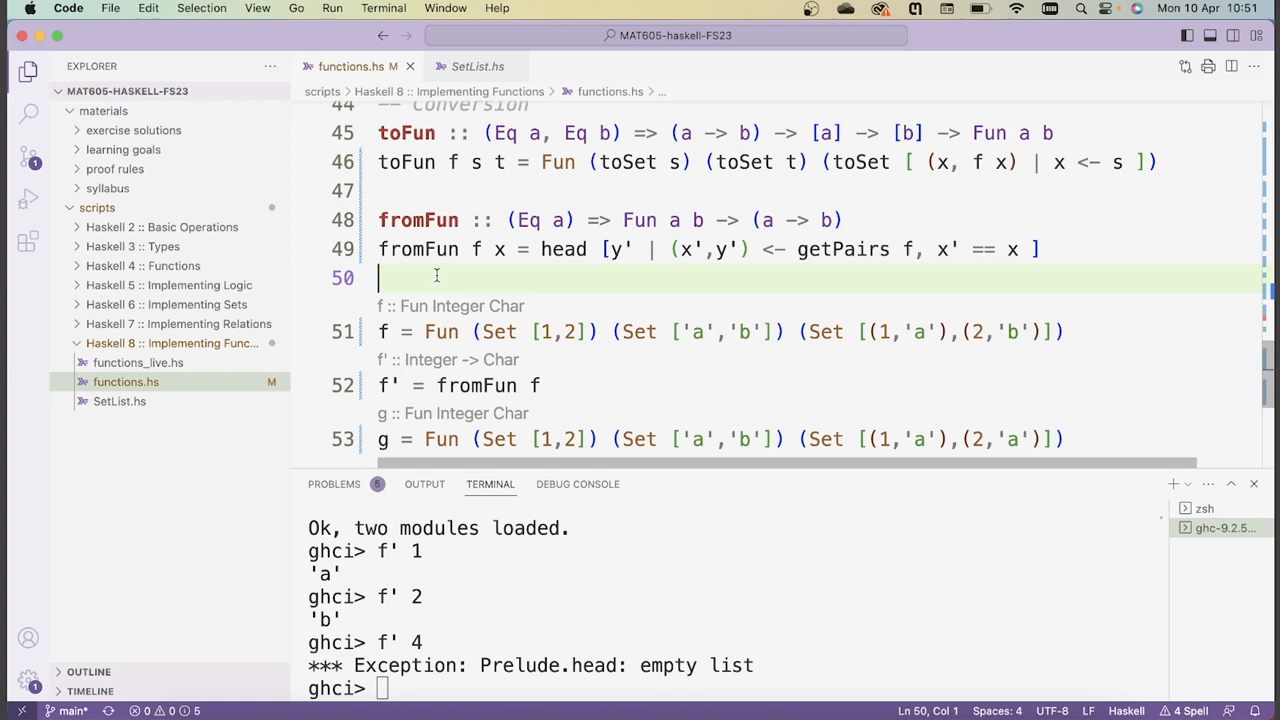 Code File Edit Selection View Go Run Terminal Window Help Mon 10 Apr 10:51
MAT605-haskell-FS23
EXPLORER
functions.hs M
SetList.hs
MAT605-HASKELL-FS23
scripts > Haskell 8 :: Implementing Functions > functions.hs > ...
materials
exercise solutions
learning goals
proof rules
syllabus
scripts
Haskell 2 :: Basic Operations
Haskell 3 :: Types
Haskell 4 :: Functions
Haskell 5 :: Implementing Logic
Haskell 6 :: Implementing Sets
Haskell 7 :: Implementing Relations
Haskell 8 :: Implementing Func...
functions_live.hs
functions.hs M
SetList.hs
OUTLINE
TIMELINE
44 -- Conversion
45 toFun :: (Eq a, Eq b) => (a -> b) -> [a] -> [b] -> Fun a b
46 toFun f s t = Fun (toSet s) (toSet t) (toSet [ (x, f x) | x <- s ])
47
48 fromFun :: (Eq a) => Fun a b -> (a -> b)
49 fromFun f x = head [y' | (x',y') <- getPairs f, x' == x ]
50
f :: Fun Integer Char
51 f = Fun (Set [1,2]) (Set ['a','b']) (Set [(1,'a'),(2,'b')])
f' :: Integer -> Char
52 f' = fromFun f
g :: Fun Integer Char
53 g = Fun (Set [1,2]) (Set ['a','b']) (Set [(1,'a'),(2,'a')])
PROBLEMS 5 OUTPUT TERMINAL DEBUG CONSOLE
Ok, two modules loaded.
ghci> f' 1
'a'
ghci> f' 2
'b'
ghci> f' 4
*** Exception: Prelude.head: empty list
ghci>
zsh
ghc-9.2.5...
1
1
main* 0 0 5 Ln 50, Col 1 Spaces: 4 UTF-8 LF Haskell 4 Spell